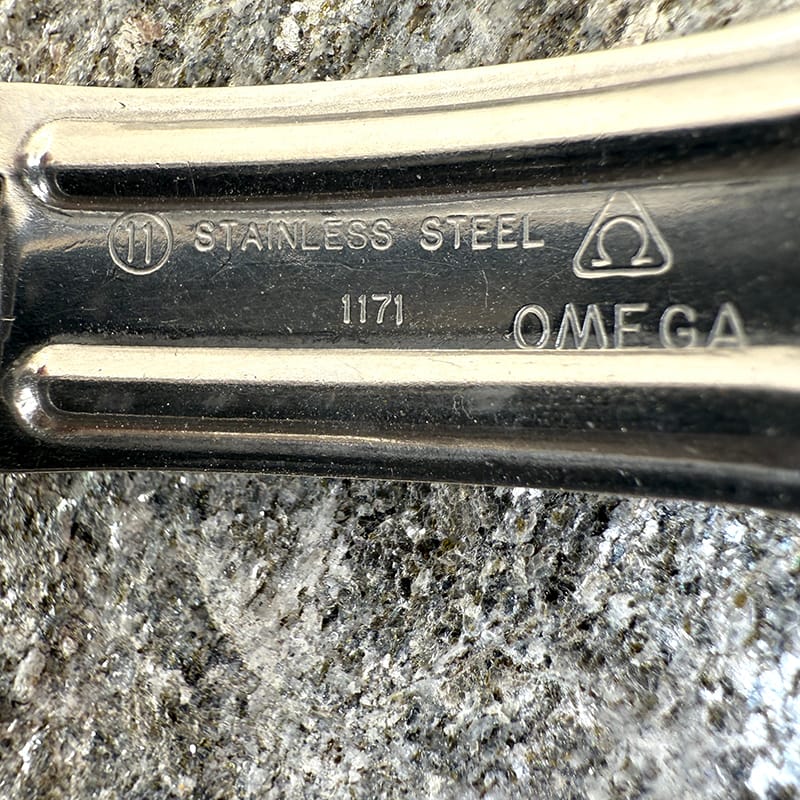 ⑪ STAINLESS STEEL Ω
1171
OMEGA